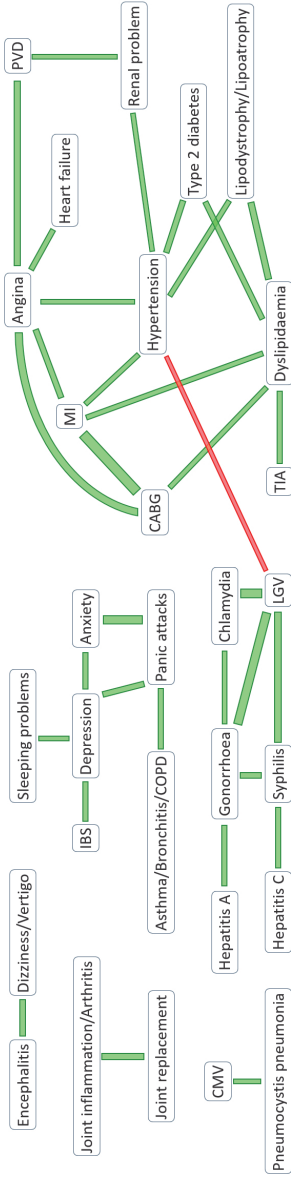 Encephalitis
Dizziness/Vertigo
Sleeping problems
Joint inflammation/Arthritis
IBS
Depression
Anxiety
Joint replacement
Asthma/Bronchitis/COPD
Panic attacks
CMV
Hepatitis A
Gonorrhoea
Chlamydia
Pneumocystis pneumonia
Hepatitis C
Syphilis
LGV
Angina
PVD
Heart failure
MI
CABG
Hypertension
Renal problem
Type 2 diabetes
TIA
Dyslipidaemia
Lipodystrophy/Lipoatrophy